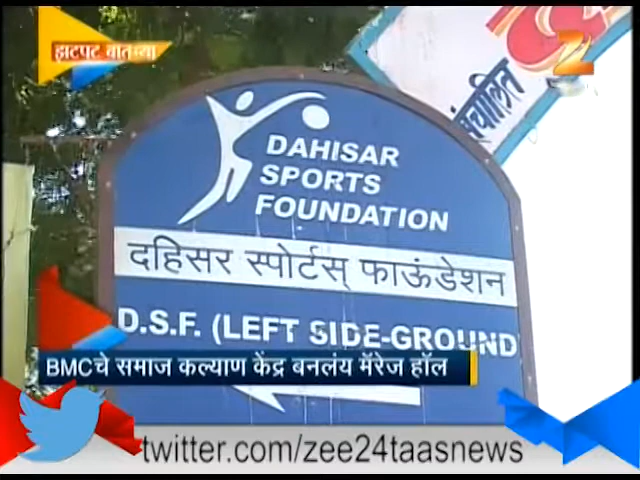 झटपट बातम्या
पंचालित
DAHISAR
SPORTS
FOUNDATION
दहिसर स्पोर्टस् फाऊंडेशन
D.S.F. (LEFT SIDE-GROUND
BMCचे समाज कल्याण केंद्र बनलंय मॅरेज हॉल
twitter.com/zee24taasnews